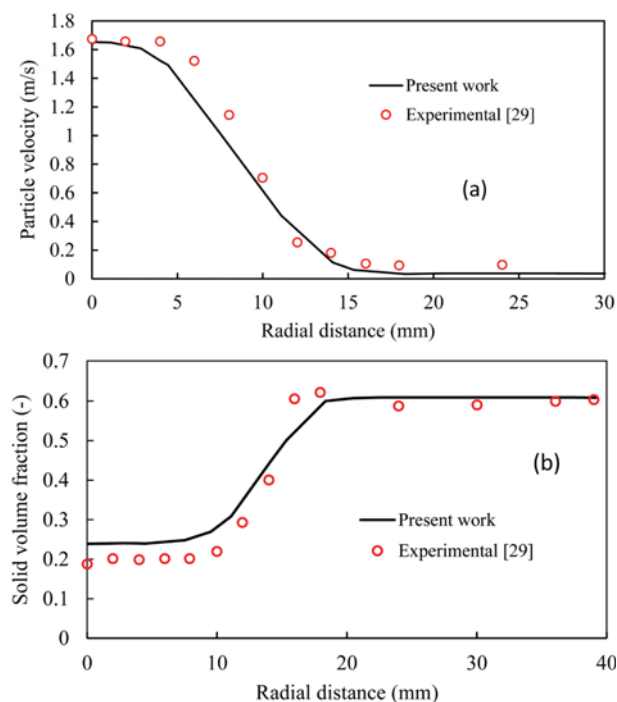 1.8
1.6
1.4
1.2
1
0.8
0.6
0.4
0.2
0
Particle velocity (m/s)
Present work
Experimental [29]
(a)
0 5 10 15 20 25 30
Radial distance (mm)
0.7
0.6
0.5
0.4
0.3
0.2
0.1
0
Solid volume fraction (-)
(b)
Present work
Experimental [29]
0 10 20 30 40
Radial distance (mm)